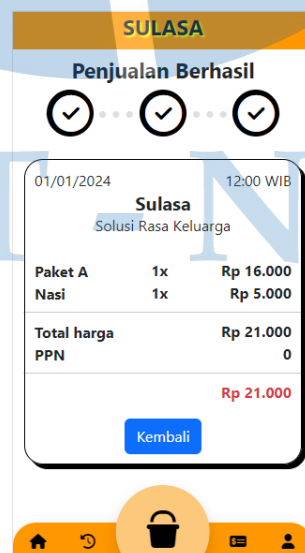 SULASA
Penjualan Berhasil
01/01/2024 12:00 WIB
Sulasa
Solusi Rasa Keluarga
Paket A 1x Rp 16.000
Nasi 1x Rp 5.000
Total harga Rp 21.000
PPN 0
Rp 21.000
Kembali